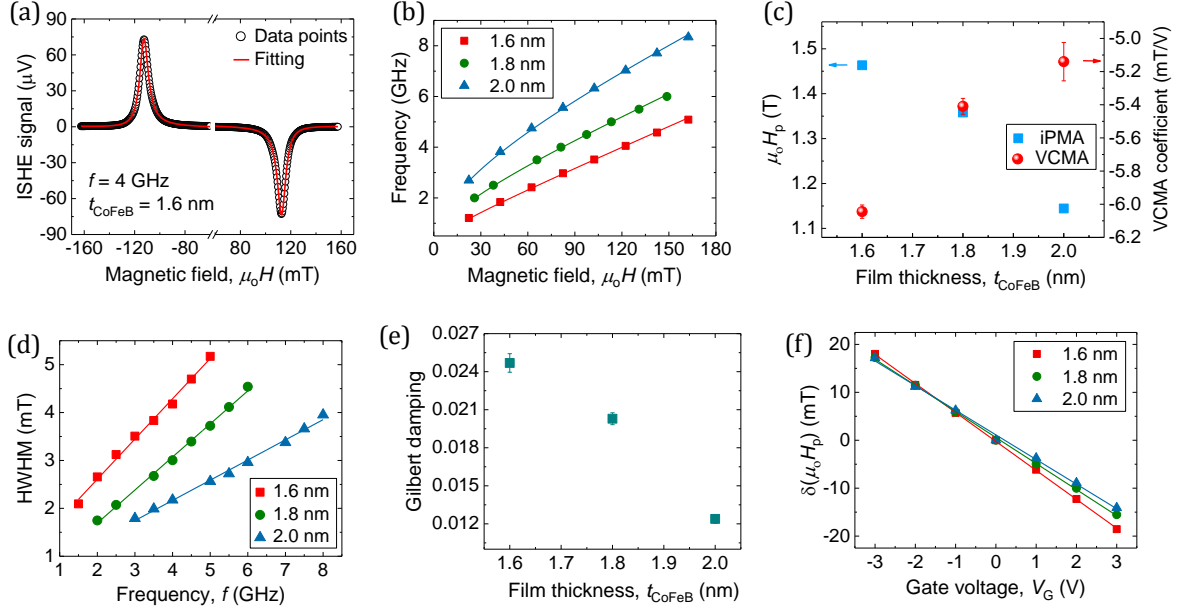 (a)
90
75
60
45
30
15
0
-30
-60
-90
-160
-80
80
120
160
ISHE signal (μV)
Data points
Fitting
f = 4 GHz
tCoFeB = 1.6 nm
Magnetic field, μoH (mT)
(b)
8
6
4
2
0
30
60
90
120
150
180
Frequency (GHz)
1.6 nm
1.8 nm
2.0 nm
Magnetic field, μoH (mT)
(c)
1.5
1.4
1.3
1.2
1.1
-5.0
-5.2
-5.4
-5.6
-5.8
-6.0
-6.2
1.6
1.7
1.8
1.9
2.0
μoHp (T)
VCMA coefficient (mT/V)
iPMA
VCMA
Film thickness, tCoFeB (nm)
(d)
5
4
3
2
1
1
2
3
4
5
6
7
8
HWHM (mT)
1.6 nm
1.8 nm
2.0 nm
Frequency, f (GHz)
(e)
0.027
0.024
0.021
0.018
0.015
0.012
1.6
1.7
1.8
1.9
2.0
Gilbert damping
Film thickness, tCoFeB (nm)
(f)
20
10
0
-10
-20
-3
-2
-1
0
1
2
3
δ(μoHp) (mT)
1.6 nm
1.8 nm
2.0 nm
Gate voltage, VG (V)